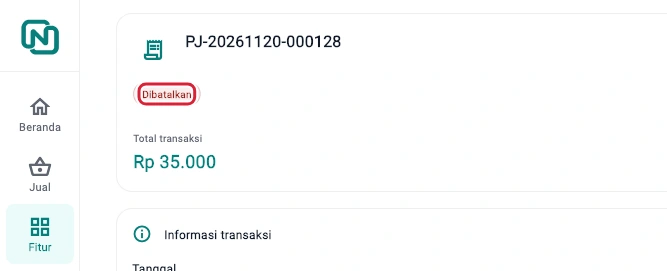 PJ-20261120-000128
Dibatalkan
Total transaksi
Rp 35.000
Beranda
Jual
Fitur
Informasi transaksi
Tanggal